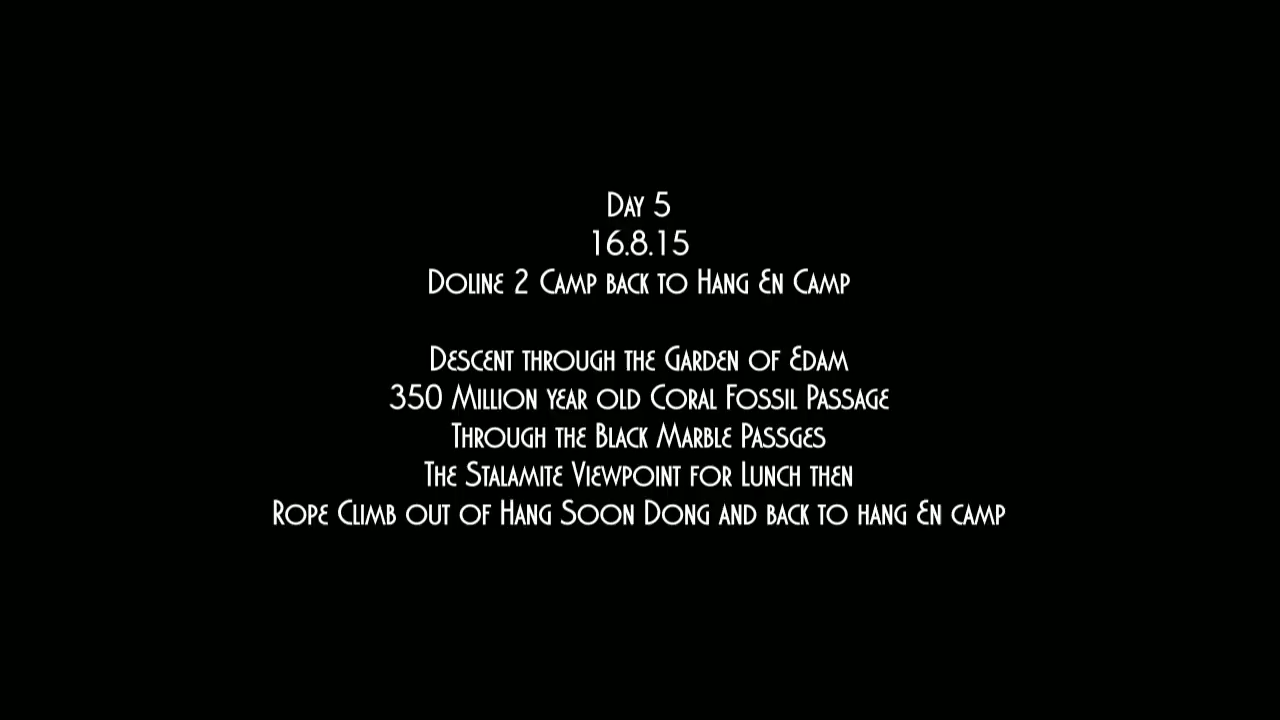 Day 5
16.8.15
Doline 2 Camp back to Hang En Camp
Descent through the Garden of Edam
350 Million year old Coral Fossil Passage
Through the Black Marble Passges
The Stalamite Viewpoint for Lunch then
Rope Climb out of Hang Soon Dong and back to hang En camp